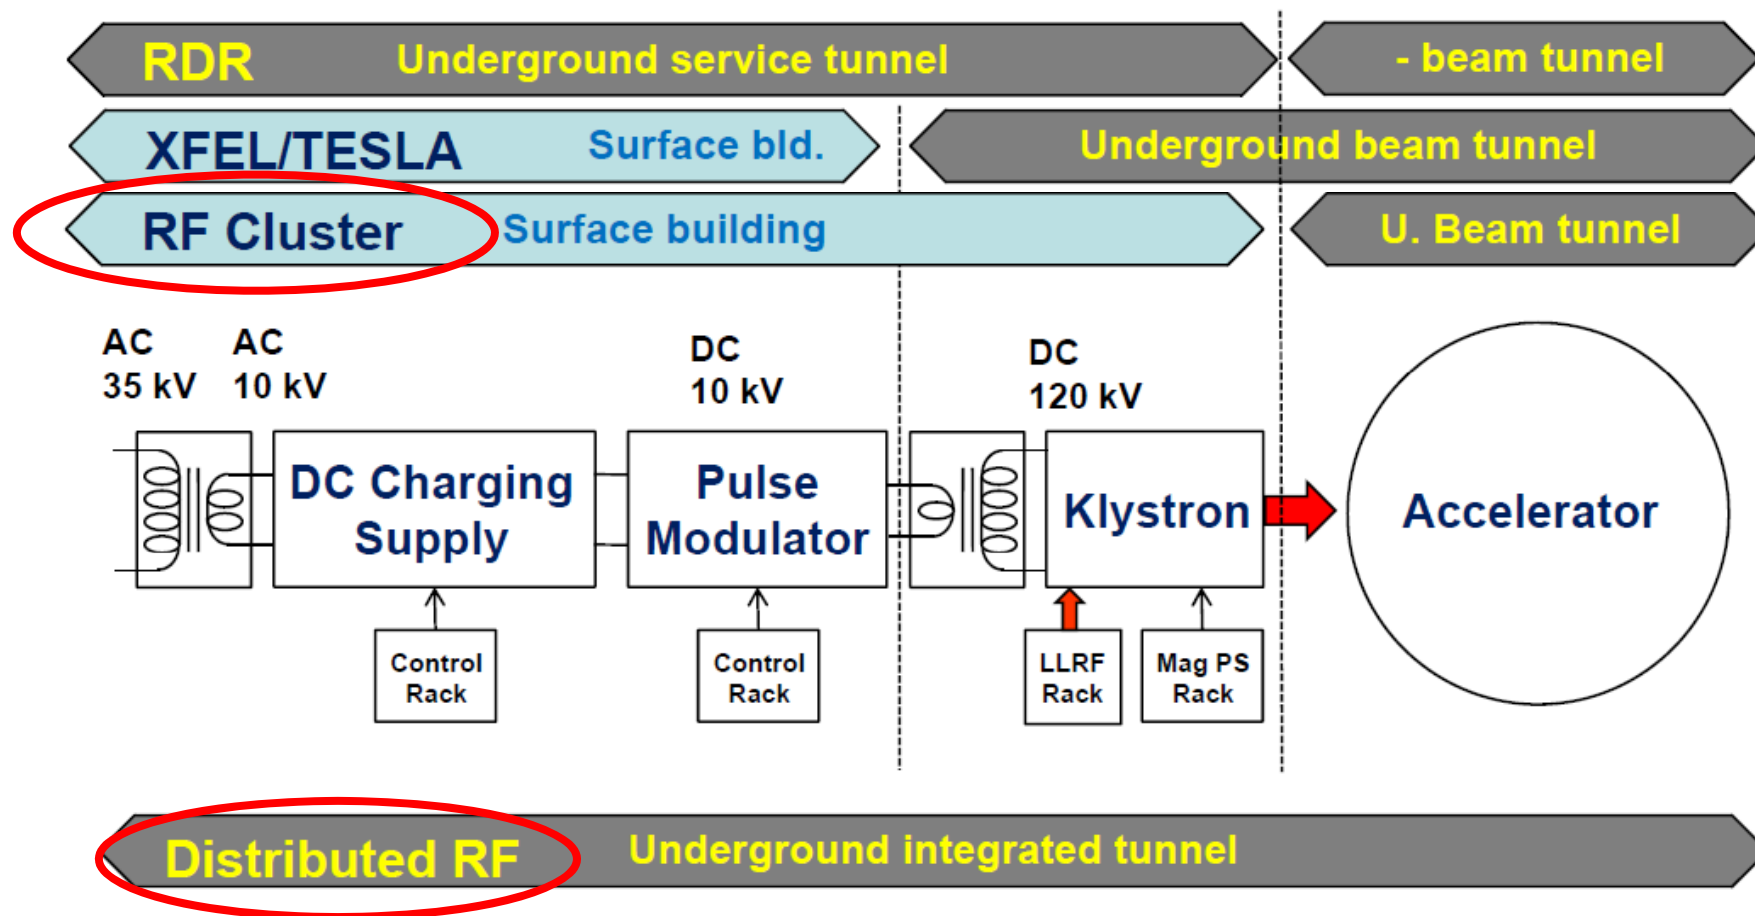 RDR Underground service tunnel - beam tunnel
XFEL/TESLA Surface bld. Underground beam tunnel
RF Cluster Surface building U. Beam tunnel
AC AC DC DC
35 kV 10 kV 10 kV 120 kV
DC Charging
Supply
Pulse
Modulator
Klystron
Accelerator
Control
Rack
Control
Rack
LLRF
Rack
Mag PS
Rack
Distributed RF Underground integrated tunnel